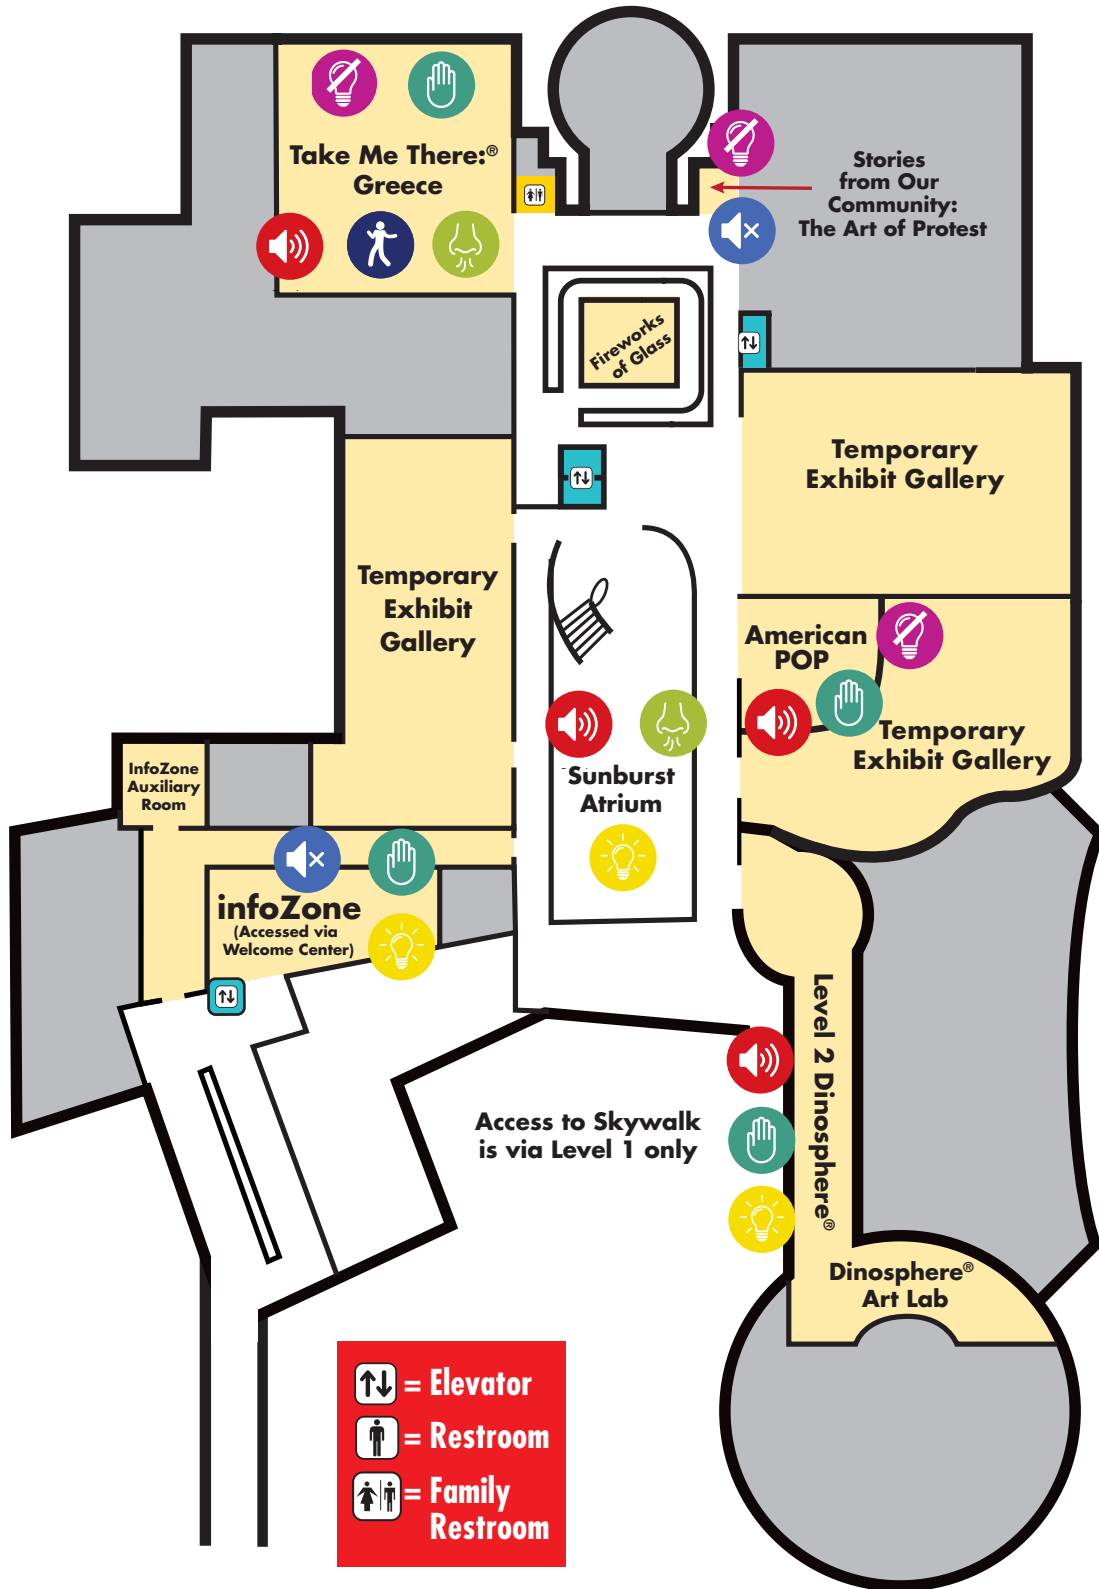 Take Me There:®
Greece
Stories
from Our
Community:
The Art of Protest
Fireworks
of Glass
Temporary
Exhibit Gallery
Temporary
Exhibit
Gallery
American
POP
Temporary
Exhibit Gallery
InfoZone
Auxiliary
Room
Sunburst
Atrium
infoZone
(Accessed via
Welcome Center)
Level 2 Dinosphere®
Access to Skywalk
is via Level 1 only
Dinosphere®
Art Lab
= Elevator
= Restroom
= Family
Restroom